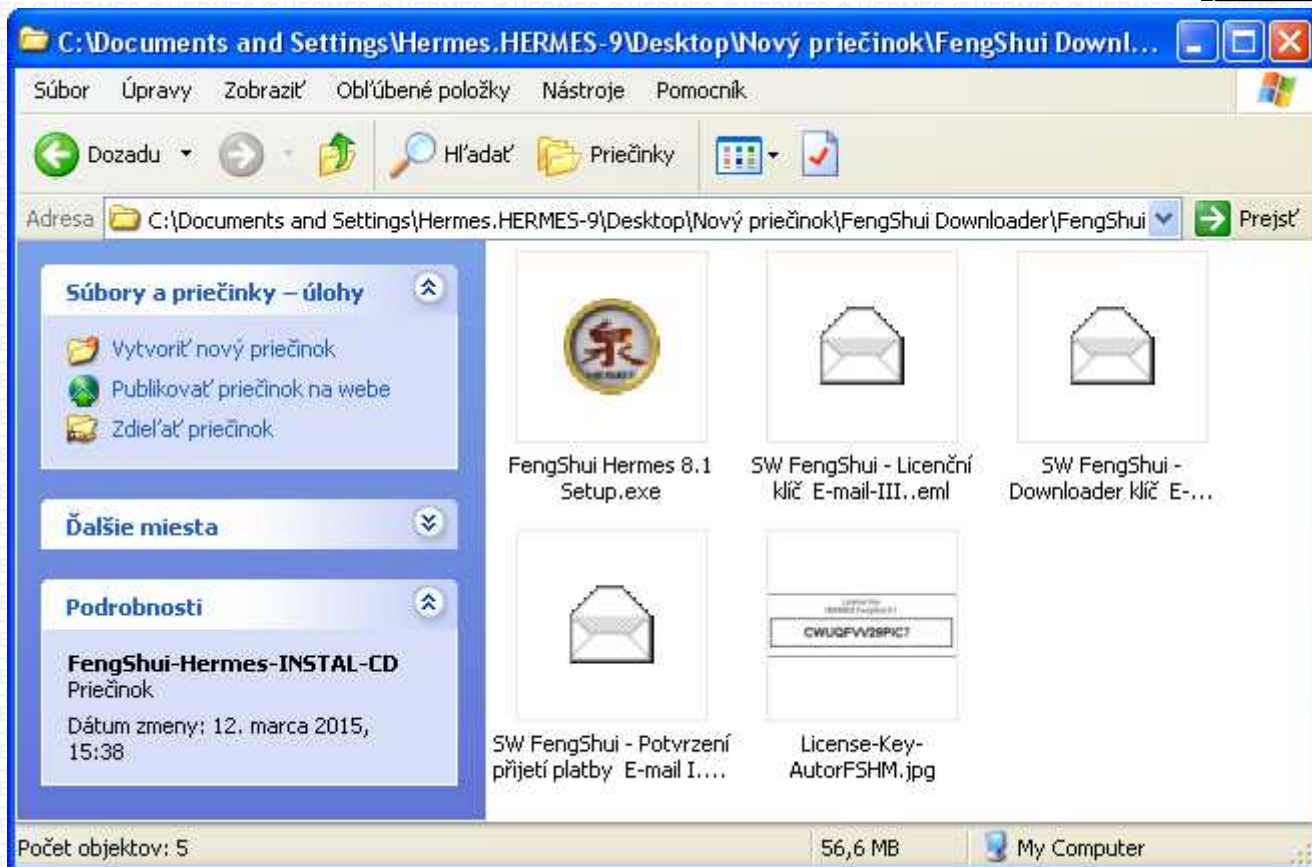 C:\Documents and Settings\Hermes.HERMES-9\Desktop\Nový priečinok\FengShui Downl...
Súbor Úpravy Zobraziť Obľúbené položky Nástroje Pomocník
Dozadu Hľadať Priečinky
Adresa C:\Documents and Settings\Hermes.HERMES-9\Desktop\Nový priečinok\FengShui Downloader\FengShui Prejsť
Súbory a priečinky – úlohy
Vytvoriť nový priečinok
Publikovať priečinok na webe
Zdieľať priečinok
Ďalšie miesta
Podrobnosti
FengShui-Hermes-INSTAL-CD
Priečinok
Dátum zmeny: 12. marca 2015,
15:38
FengShui Hermes 8.1
Setup.exe
SW FengShui - Licenční
klíč E-mail-III..eml
SW FengShui -
Downloader klíč E-...
SW FengShui - Potvrzení
přijetí platby E-mail I....
License Key
CWUQFVV29PIC7
License-Key-
AutorFSHM.jpg
Počet objektov: 5 56,6 MB My Computer